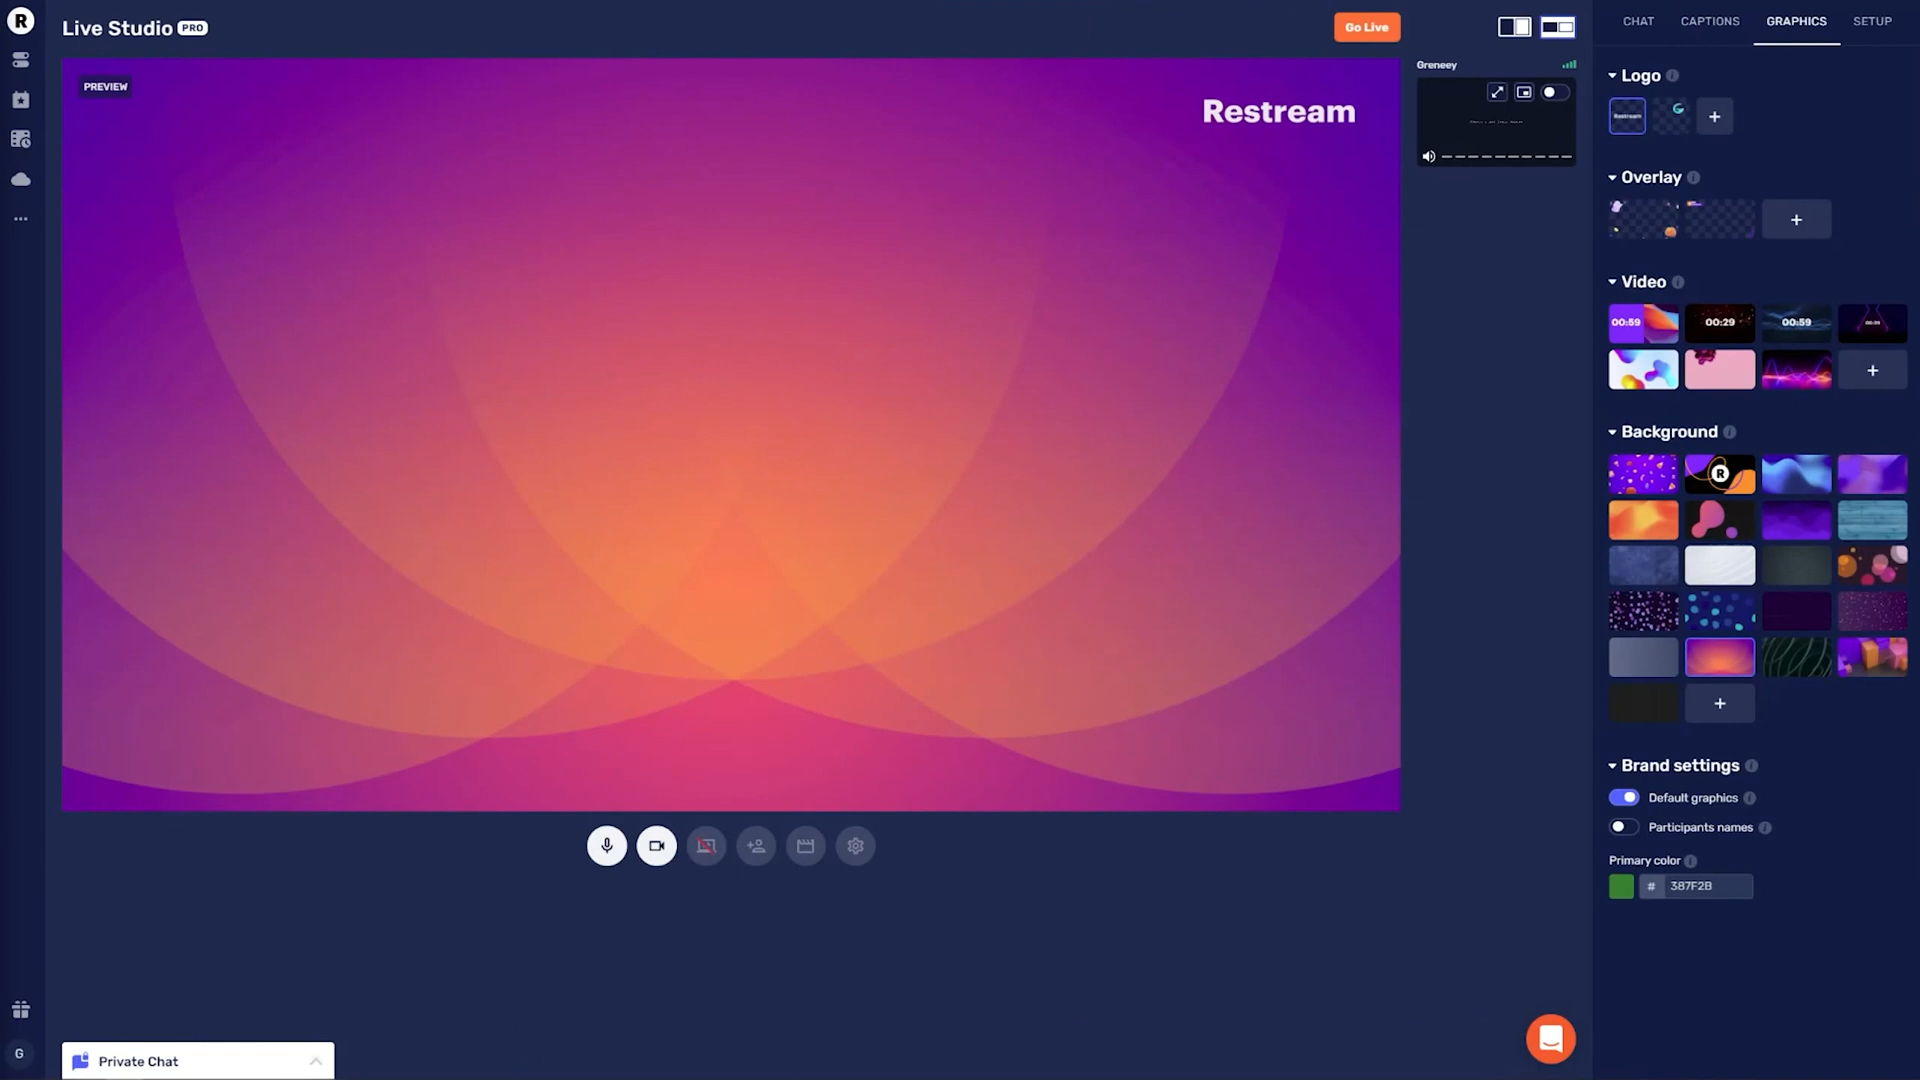 R
Live Studio PRO
Go Live
CHAT
CAPTIONS
GRAPHICS
SETUP
PREVIEW
Restream
Greneey
Logo
Restream
Overlay
Video
00:59
00:29
00:59
Background
R
Brand settings
Default graphics
Participants names
Primary color
# 387F2B
G
Private Chat